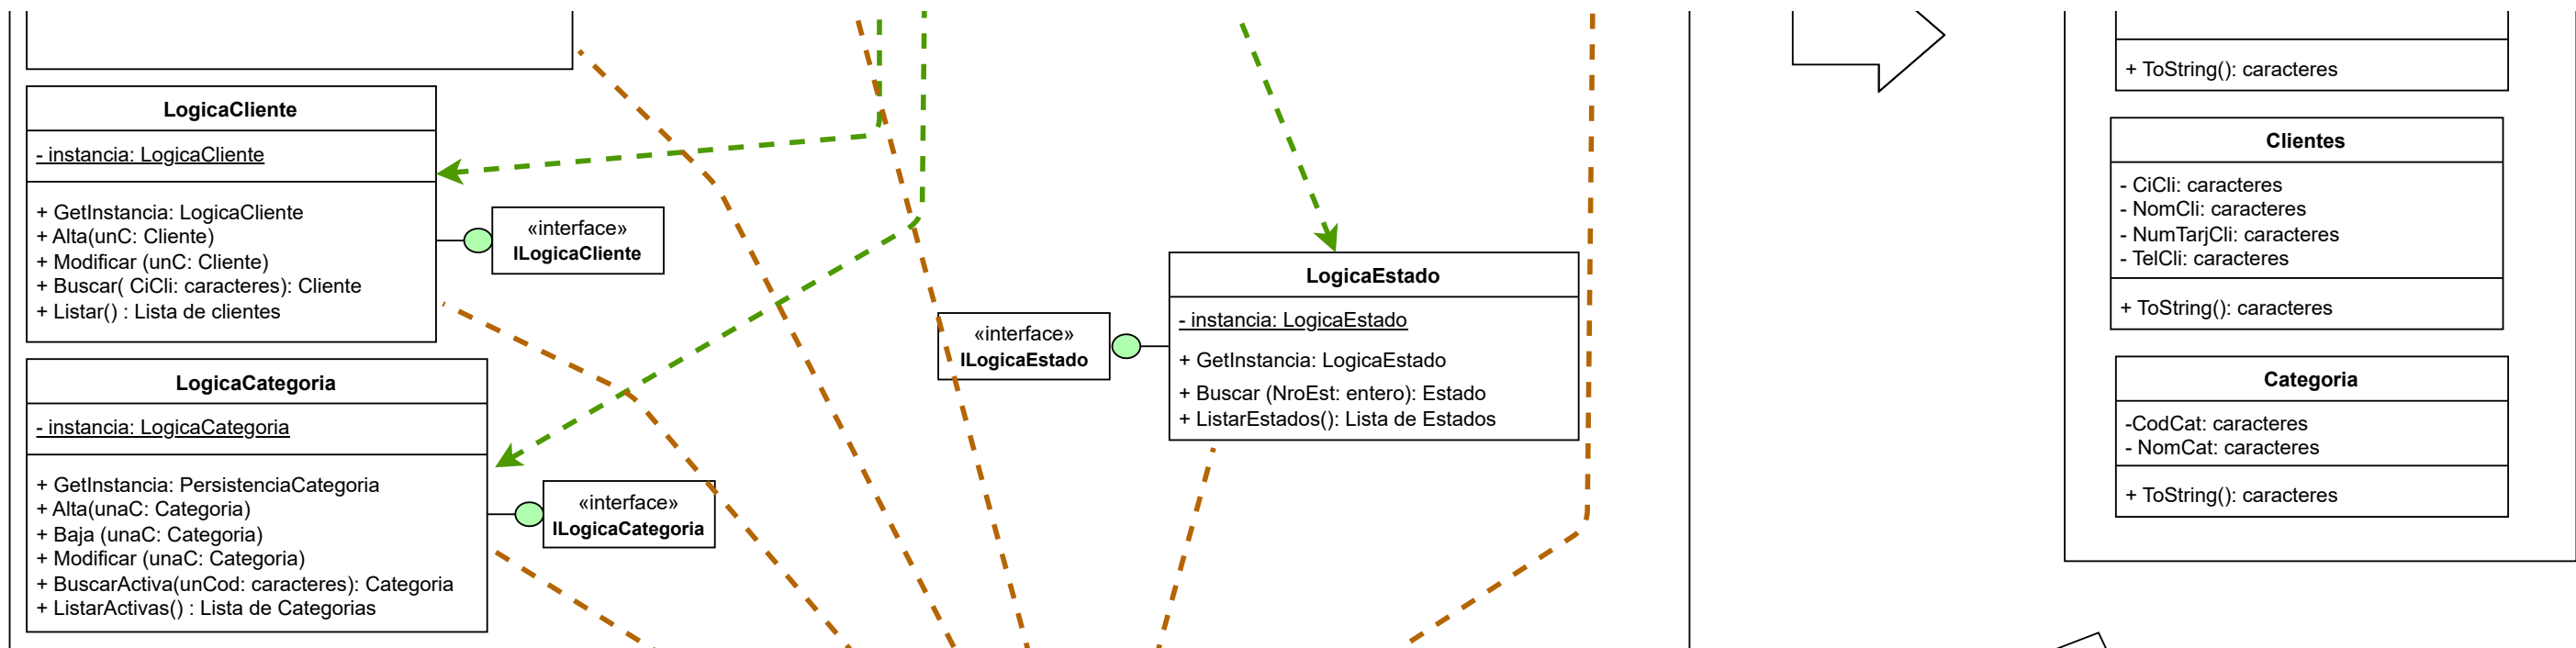 LogicaCliente
- instancia: LogicaCliente
+ GetInstancia: LogicaCliente
+ Alta(unC: Cliente)
+ Modificar (unC: Cliente)
+ Buscar( CiCli: caracteres): Cliente
+ Listar() : Lista de clientes
«interface»
ILogicaCliente
LogicaCategoria
- instancia: LogicaCategoria
+ GetInstancia: PersistenciaCategoria
+ Alta(unaC: Categoria)
+ Baja (unaC: Categoria)
+ Modificar (unaC: Categoria)
+ BuscarActiva(unCod: caracteres): Categoria
+ ListarActivas() : Lista de Categorias
«interface»
ILogicaCategoria
«interface»
ILogicaEstado
LogicaEstado
- instancia: LogicaEstado
+ GetInstancia: LogicaEstado
+ Buscar (NroEst: entero): Estado
+ ListarEstados(): Lista de Estados
+ ToString(): caracteres
Clientes
- CiCli: caracteres
- NomCli: caracteres
- NumTarjCli: caracteres
- TelCli: caracteres
+ ToString(): caracteres
Categoria
-CodCat: caracteres
- NomCat: caracteres
+ ToString(): caracteres